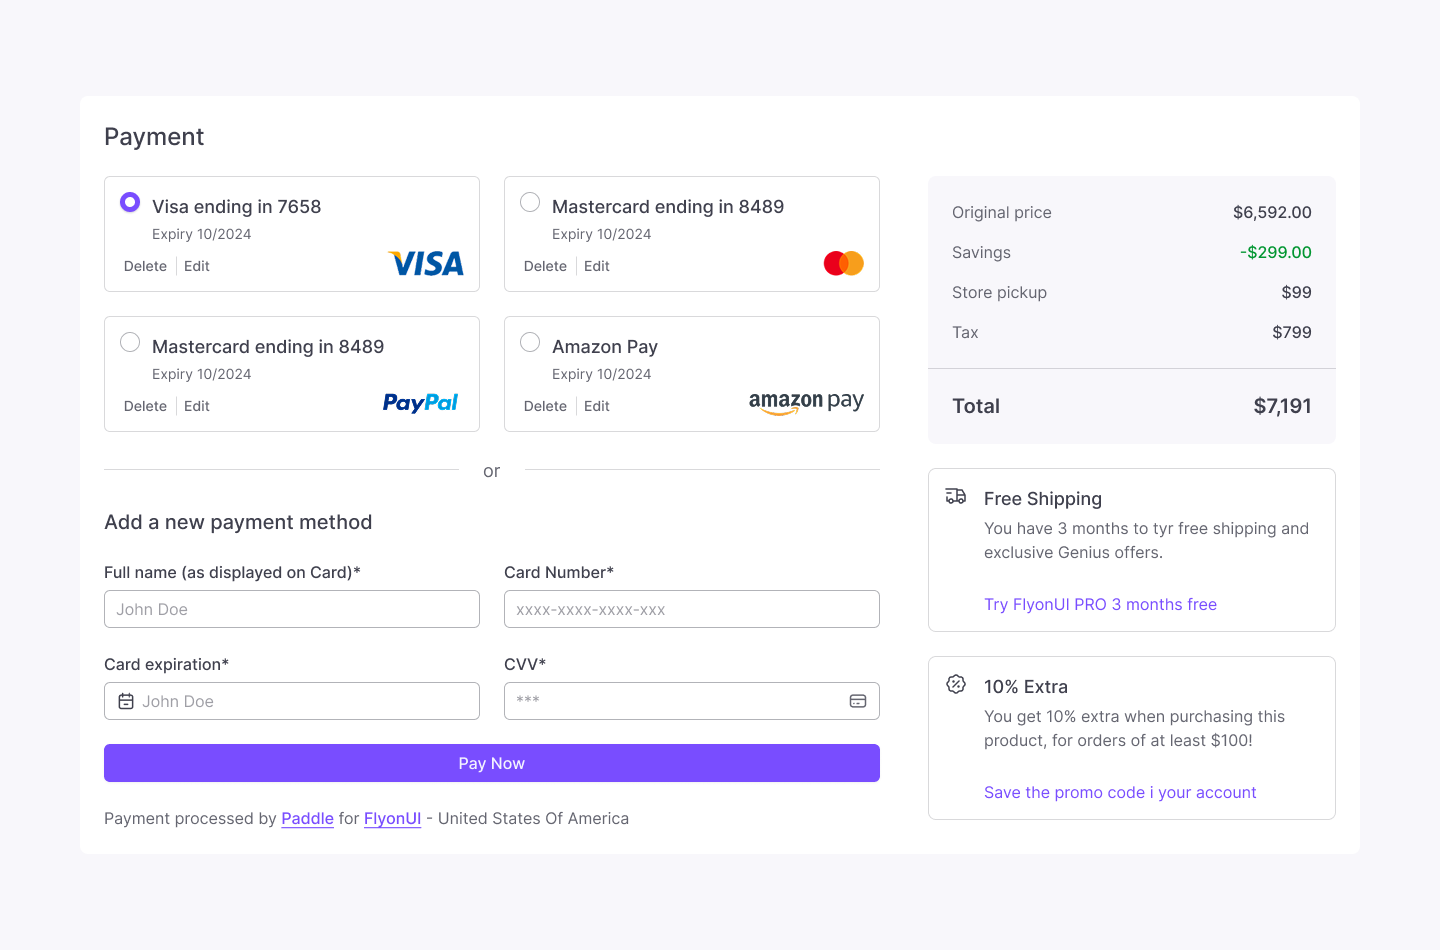 Payment
Visa ending in 7658
Expiry 10/2024
Delete Edit
VISA
Mastercard ending in 8489
Expiry 10/2024
Delete Edit
Mastercard ending in 8489
Expiry 10/2024
Delete Edit
PayPal
Amazon Pay
Expiry 10/2024
Delete Edit
amazon pay
or
Add a new payment method
Full name (as displayed on Card)*
John Doe
Card Number*
xxxx-xxxx-xxxx-xxx
Card expiration*
John Doe
CVV*
***
Pay Now
Payment processed by Paddle for FlyonUI - United States Of America
Original price $6,592.00
Savings -$299.00
Store pickup $99
Tax $799
Total $7,191
Free Shipping
You have 3 months to tyr free shipping and
exclusive Genius offers.
Try FlyonUI PRO 3 months free
10% Extra
You get 10% extra when purchasing this
product, for orders of at least $100!
Save the promo code i your account